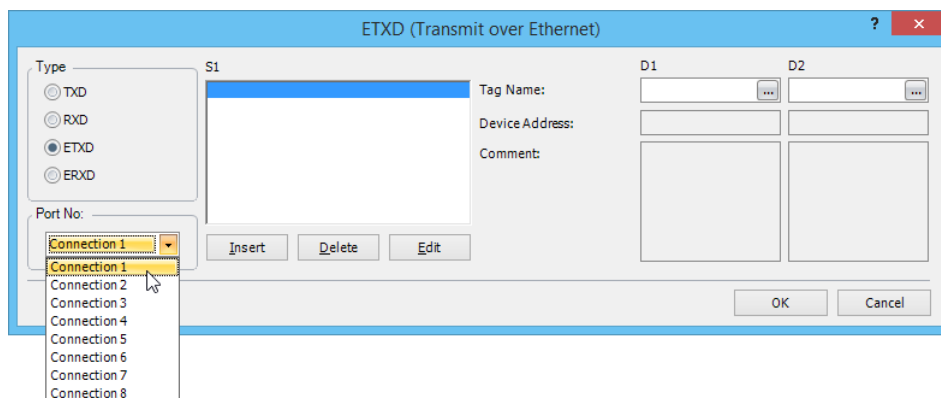 ETXD (Transmit over Ethernet)
?
Type
TXD
RXD
ETXD
ERXD
Port No:
Connection 1
Connection 1
Connection 2
Connection 3
Connection 4
Connection 5
Connection 6
Connection 7
Connection 8
S1
Insert Delete Edit
D1 D2
Tag Name: ... ...
Device Address:
Comment:
OK Cancel